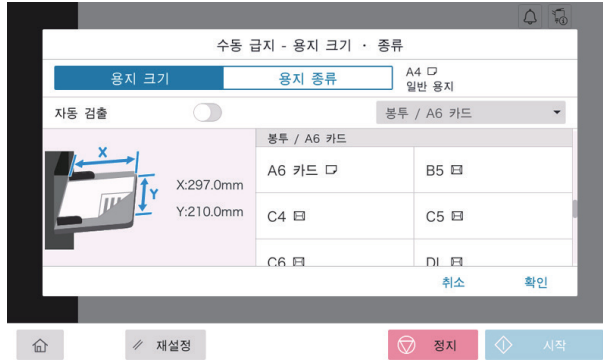 수동 급지 - 용지 크기 · 종류
용지 크기
용지 종류
A4
일반 용지
자동 검출
봉투 / A6 카드
봉투 / A6 카드
X
Y
X:297.0mm
Y:210.0mm
A6 카드
B5
C4
C5
C6
DL
취소
확인
재설정
정지
시작